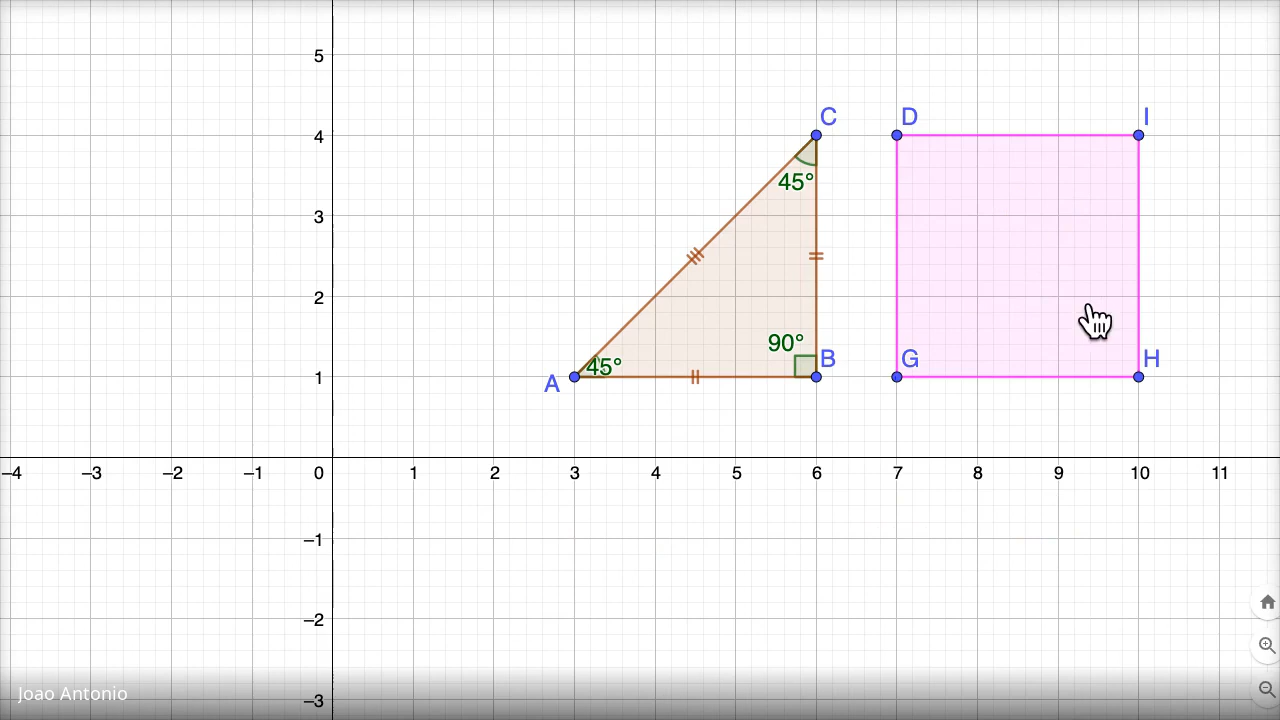 5
C D I
4
45°
3
2
90°
B G H
45°
A
1
–4 –3 –2 –1 0 1 2 3 4 5 6 7 8 9 10 11
–1
–2
Joao Antonio
–3